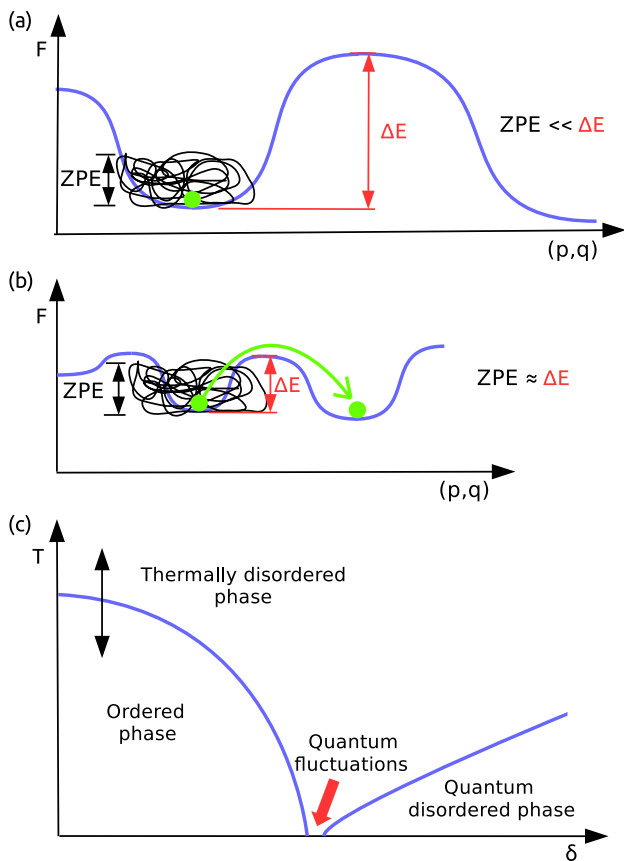 (a)
F
ZPE
ΔE
ZPE << ΔE
(p,q)
(b)
F
ZPE
ΔE
ZPE ≈ ΔE
(p,q)
(c)
T
Thermally disordered
phase
Ordered
phase
Quantum
fluctuations
Quantum
disordered phase
δ